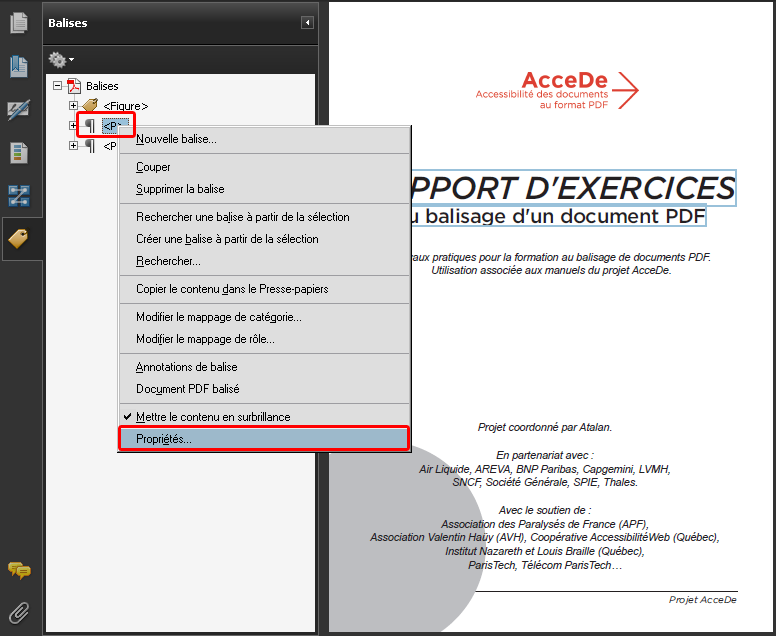 Balises
Balises
<Figure>
<P>
<P
Nouvelle balise...
Couper
Supprimer la balise
Rechercher une balise à partir de la sélection
Créer une balise à partir de la sélection
Rechercher...
Copier le contenu dans le Presse-papiers
Modifier le mappage de catégorie...
Modifier le mappage de rôle...
Annotations de balise
Document PDF balisé
Mettre le contenu en surbrillance
Propriétés...
AcceDe
Accessibilité des documents
au format PDF
PPORT D'EXERCICES
u balisage d'un document PDF
vaux pratiques pour la formation au balisage de documents PDF.
Utilisation associée aux manuels du projet AcceDe.
Projet coordonné par Atalan.
En partenariat avec :
Air Liquide, AREVA, BNP Paribas, Capgemini, LVMH,
SNCF, Société Générale, SPIE, Thales.
Avec le soutien de :
Association des Paralysés de France (APF),
Association Valentin Haüy (AVH), Coopérative AccessibilitéWeb (Québec),
Institut Nazareth et Louis Braille (Québec),
ParisTech, Télécom ParisTech…
Projet AcceDe